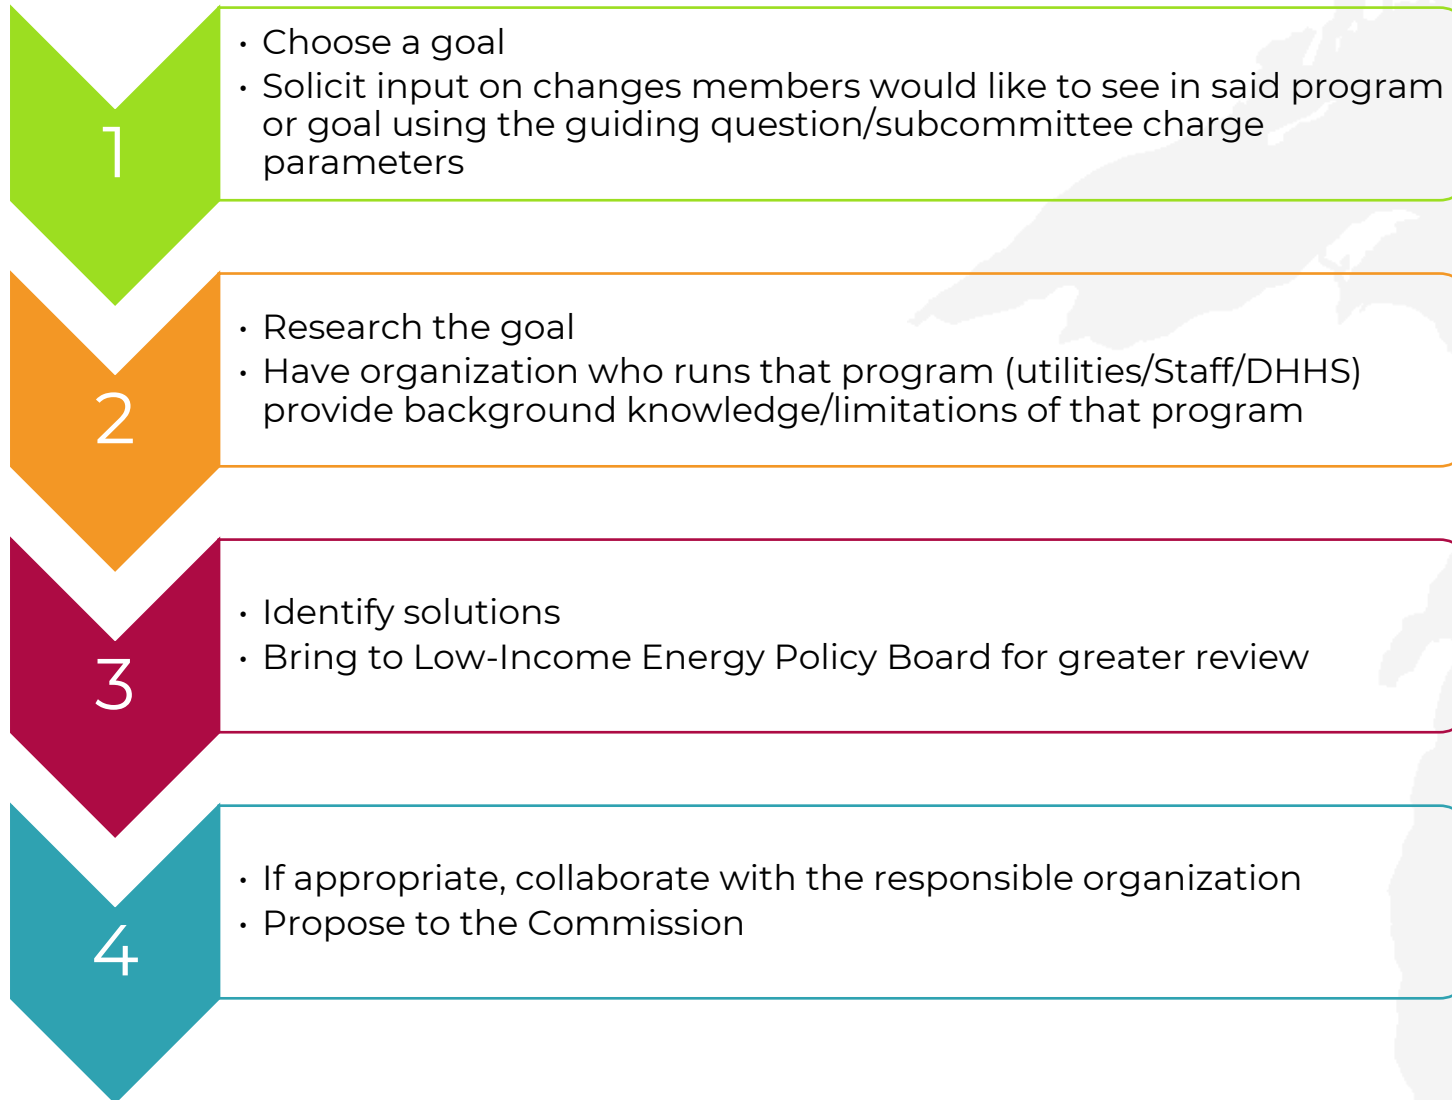 1
· Choose a goal
· Solicit input on changes members would like to see in said program
or goal using the guiding question/subcommittee charge
parameters
2
· Research the goal
· Have organization who runs that program (utilities/Staff/DHHS)
provide background knowledge/limitations of that program
3
· Identify solutions
· Bring to Low-Income Energy Policy Board for greater review
4
· If appropriate, collaborate with the responsible organization
· Propose to the Commission